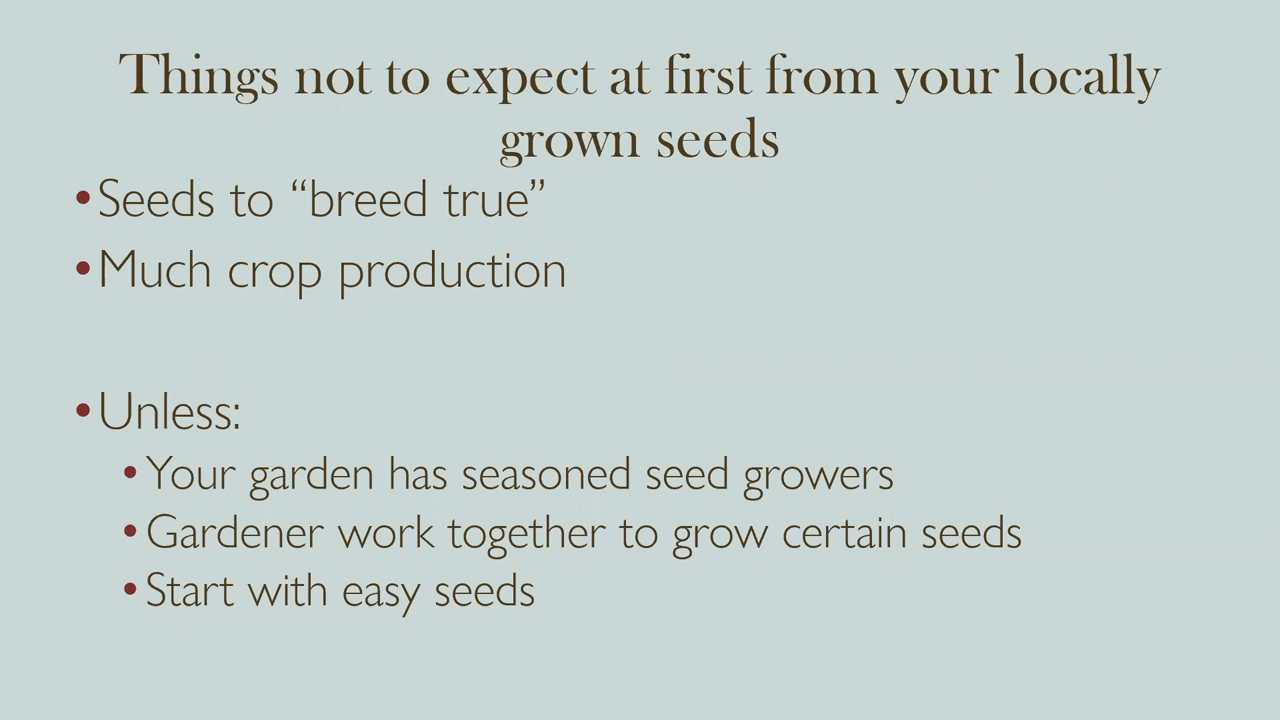 Things not to expect at first from your locally
grown seeds
•Seeds to “breed true”
•Much crop production
•Unless:
•Your garden has seasoned seed growers
•Gardener work together to grow certain seeds
•Start with easy seeds